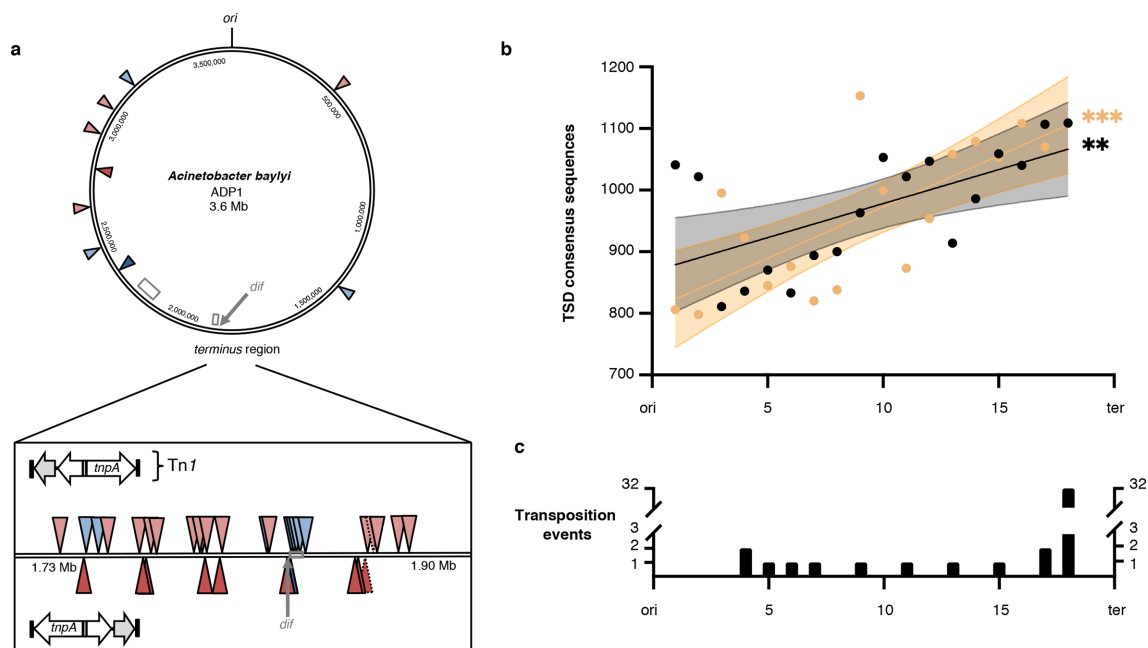 a
ori
3,500,000
500,000
3,000,000
Acinetobacter baylyi
ADP1
3.6 Mb
1,000,000
2,500,000
dif
2,000,000
1,500,000
terminus region
tnpA
Tn1
1.73 Mb
1.90 Mb
dif
tnpA
b
TSD consensus sequences
1200
1100
1000
900
800
700
ori
5
10
15
ter
***
**
c
Transposition
events
32
3
2
1
32
3
2
1
ori
5
10
15
ter